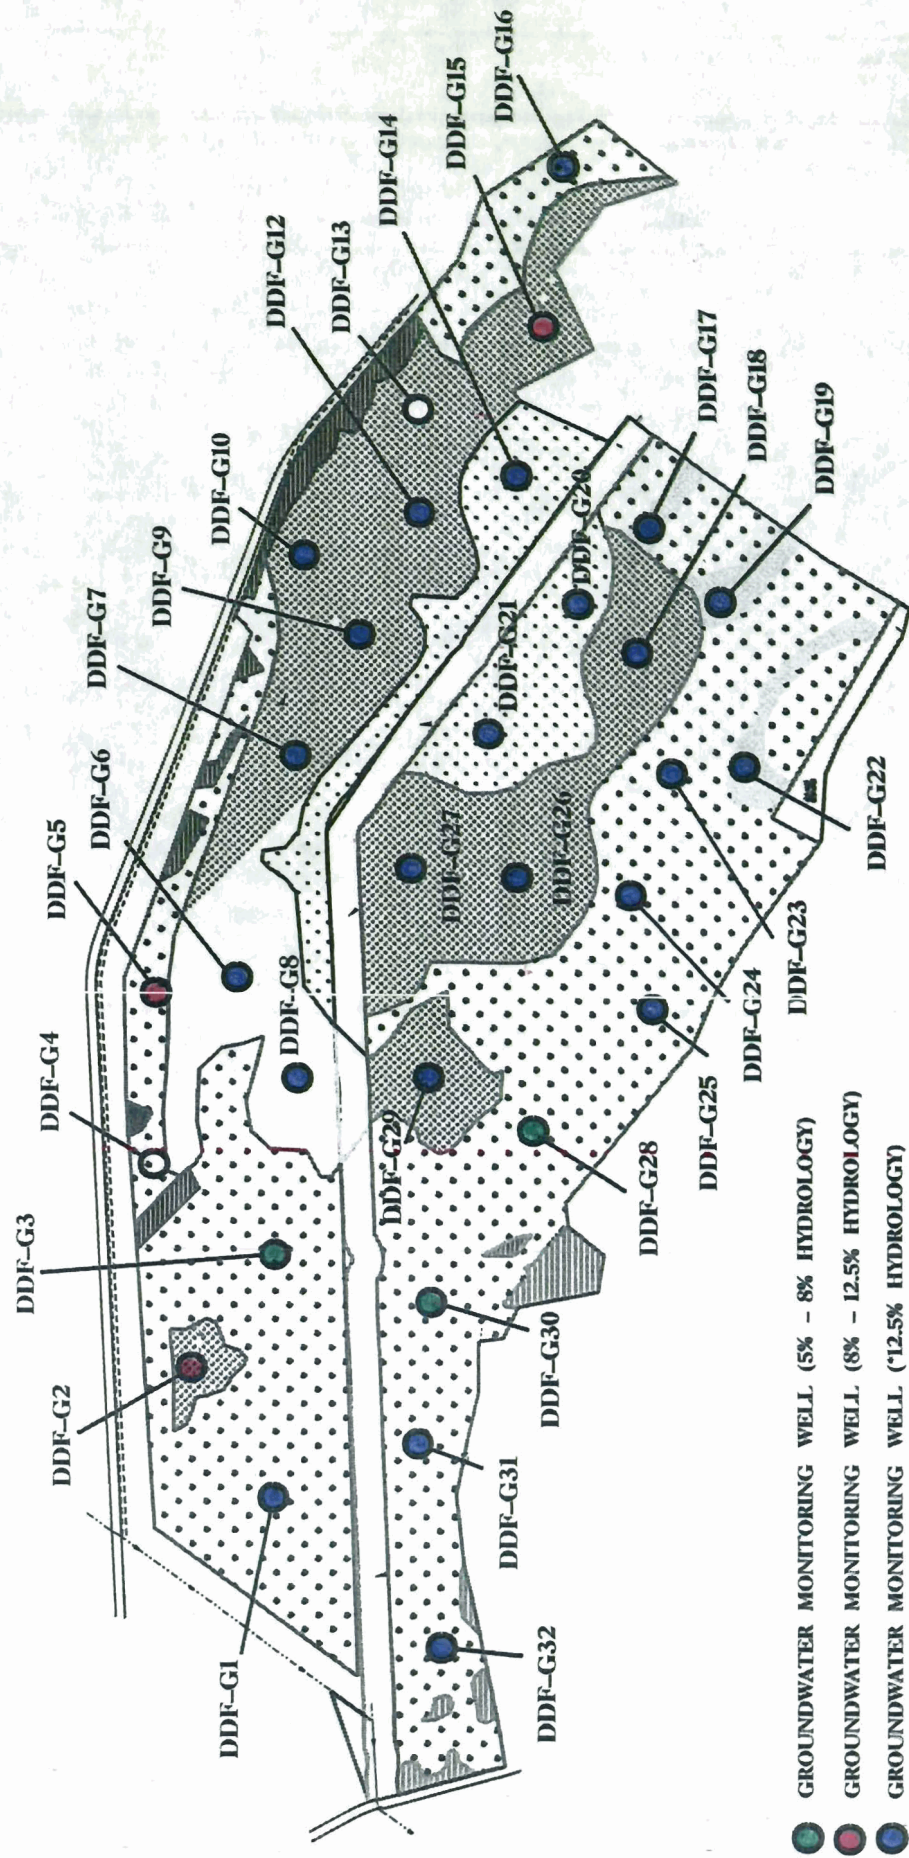 DDF-G1
DDF-G2
DDF-G3
DDF-G4
DDF-G5
DDF-G6
DDF-G7
DDF-G8
DDF-G9
DDF-G10
DDF-G12
DDF-G13
DDF-G14
DDF-G15
DDF-G16
DDF-G17
DDF-G18
DDF-G19
DDF-G20
DDF-G21
DDF-G22
DDF-G23
DDF-G24
DDF-G25
DDF-G26
DDF-G27
DDF-G28
DDF-G29
DDF-G30
DDF-G31
DDF-G32
GROUNDWATER MONITORING WELL (5% - 8% HYDROLOGY)
GROUNDWATER MONITORING WELL (8% - 12.5% HYDROLOGY)
GROUNDWATER MONITORING WELL ("12.5% HYDROLOGY)